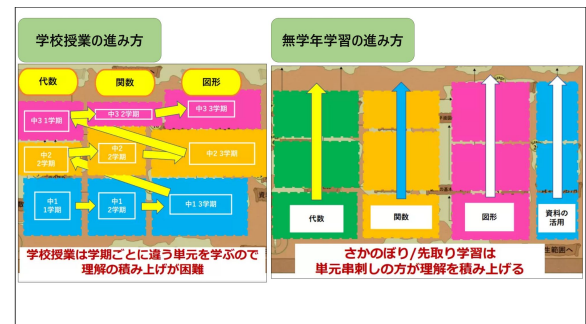 学校授業の進み方
無学年学習の進み方
代数
関数
図形
中3 1学期
中3 2学期
中3 3学期
中2
2学期
中2
2学期
中2 3学期
中1
1学期
中1
2学期
中1 3学期
学校授業は学期ごとに違う単元を学ぶので
理解の積み上げが困難
代数
関数
図形
資料の
活用
さかのぼり/先取り学習は
単元串刺しの方が理解を積み上げる